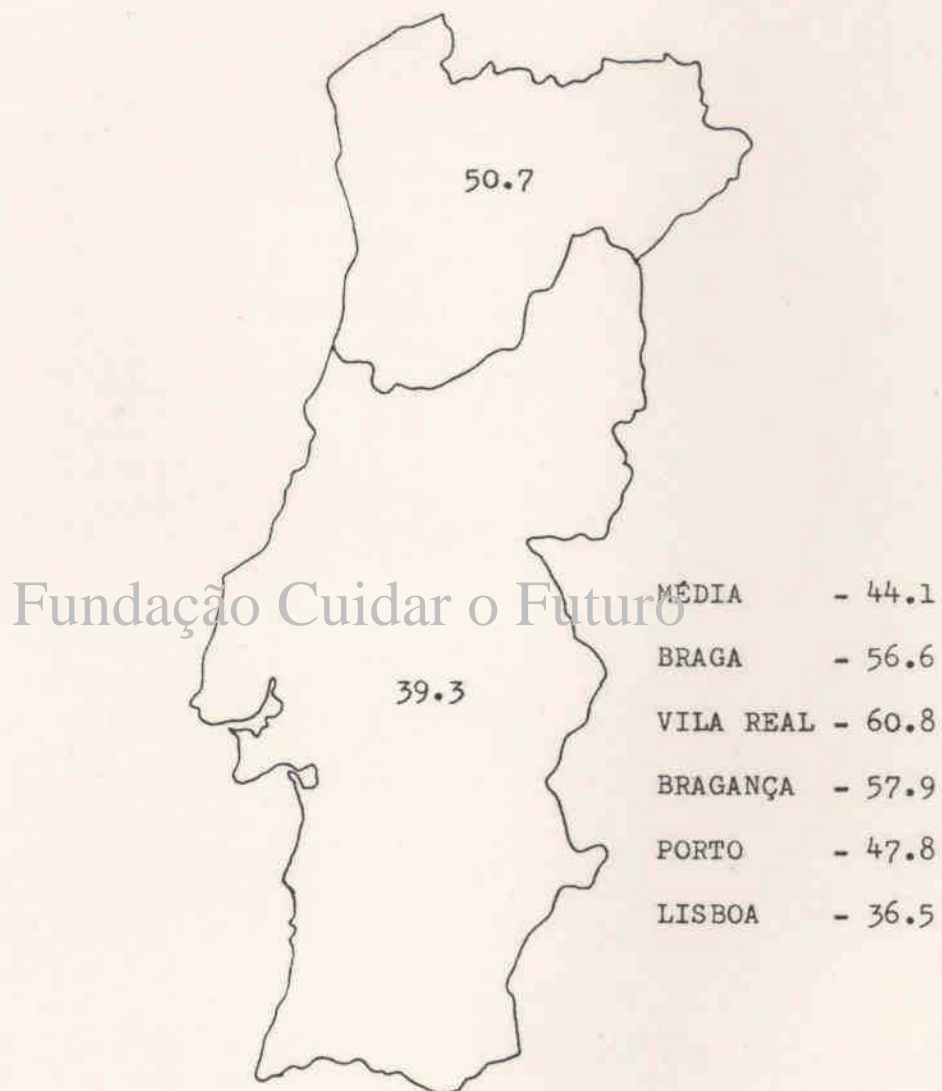 50.7
Fundação Cuidar o Futuro
39.3
MÉDIA - 44.1
BRAGA - 56.6
VILA REAL - 60.8
BRAGANÇA - 57.9
PORTO - 47.8
LISBOA - 36.5